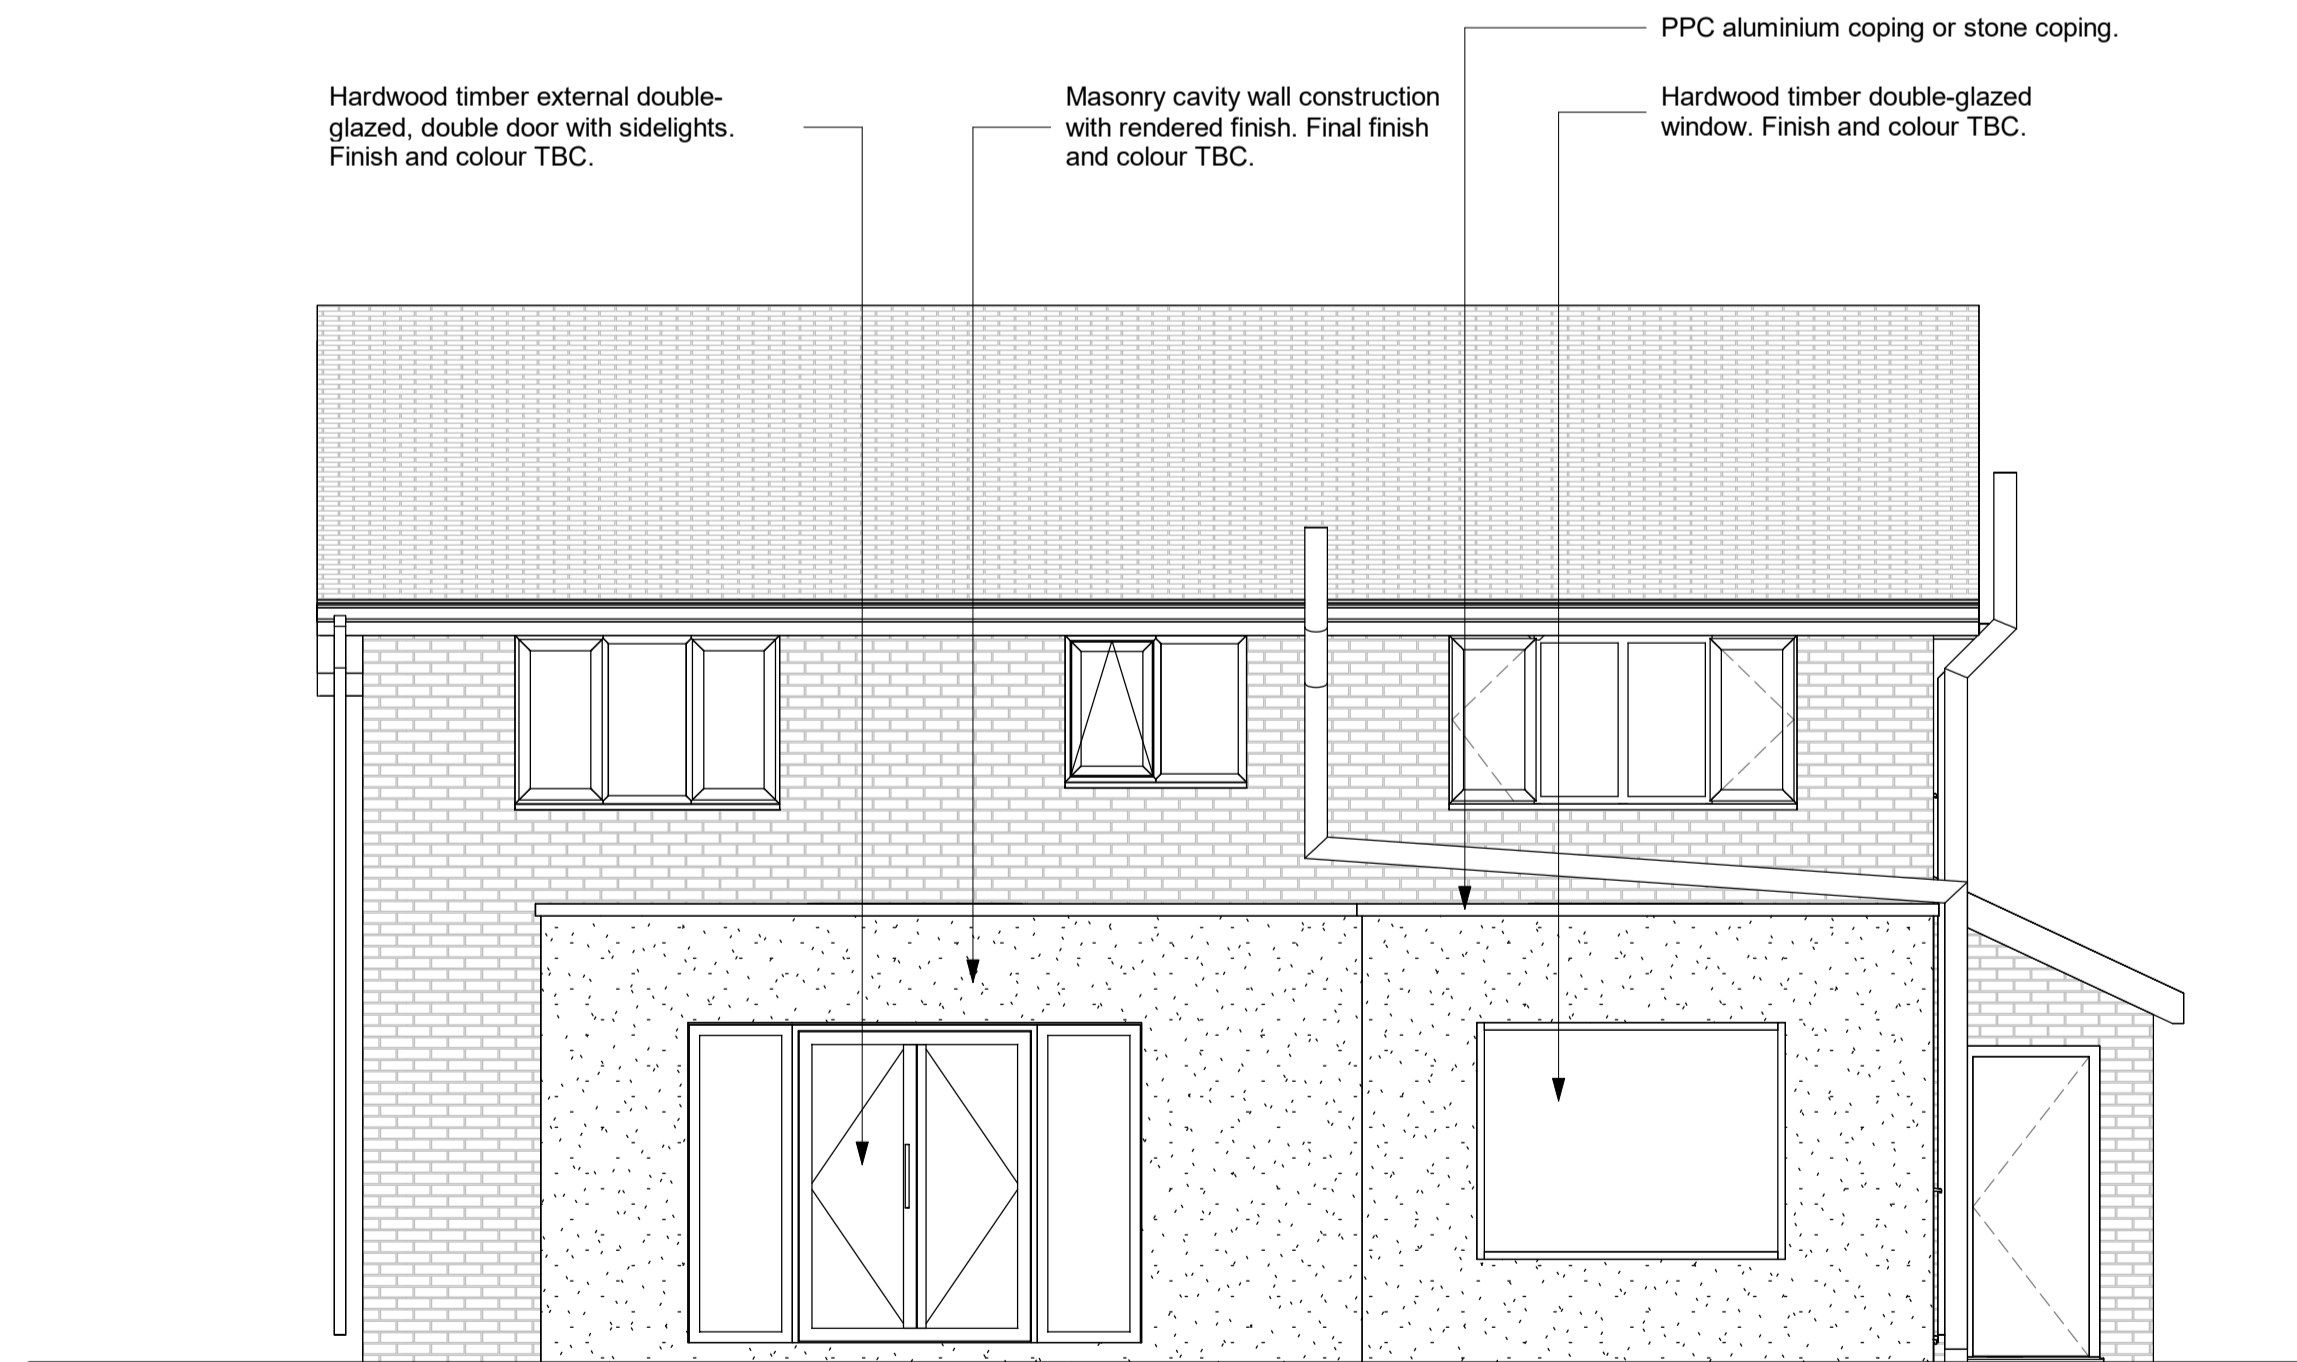 PPC aluminium coping or stone coping.
Hardwood timber external double-
glazed, double door with sidelights.
Finish and colour TBC.
Masonry cavity wall construction
with rendered finish. Final finish
and colour TBC.
Hardwood timber double-glazed
window. Finish and colour TBC.